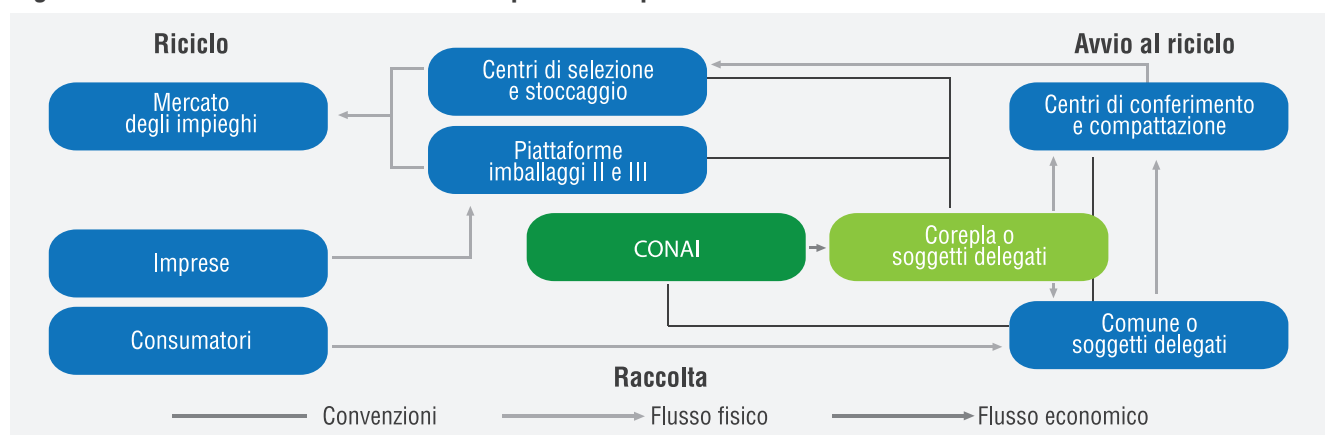 Riciclo
Avvio al riciclo
Centri di selezione
e stoccaggio
Mercato
degli impieghi
Centri di conferimento
e compattazione
Piattaforme
imballaggi II e III
Imprese
CONAI
Corepla o
soggetti delegati
Consumatori
Comune o
soggetti delegati
Raccolta
Convenzioni
Flusso fisico
Flusso economico